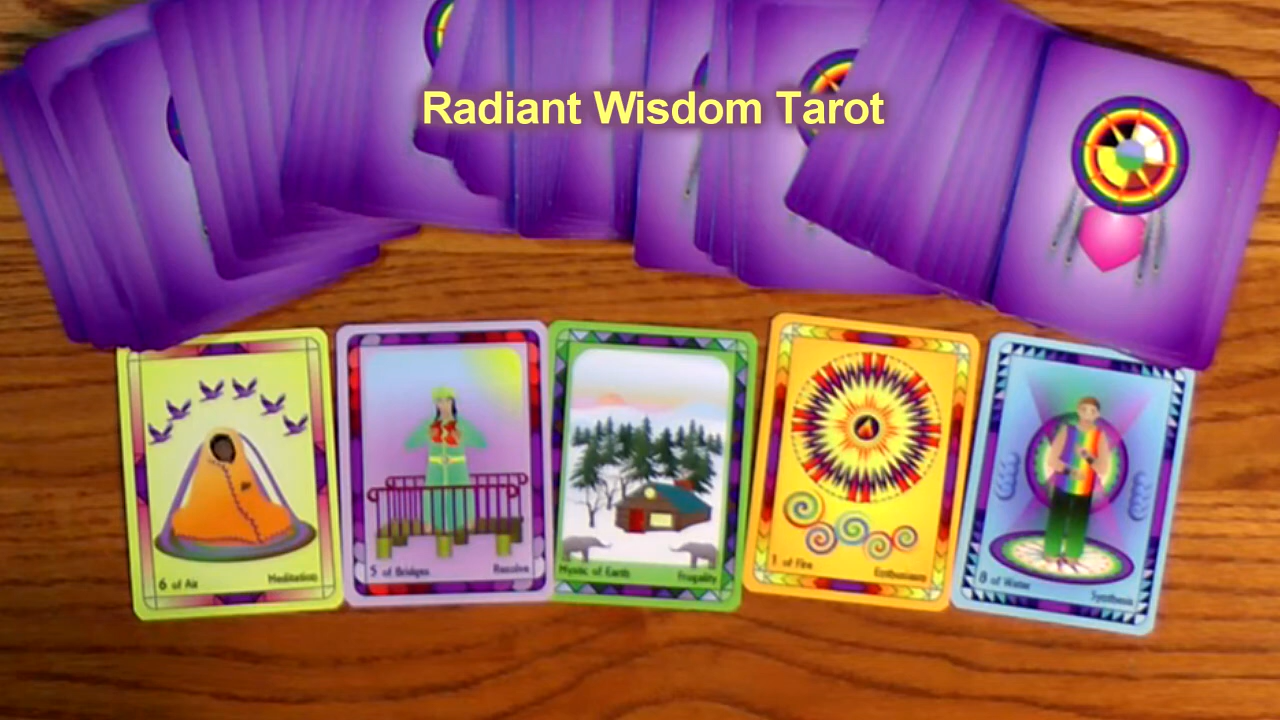 Radiant Wisdom Tarot
6 of Air
Meditation
5 of Bridges
Resolve
Mystic of Earth
Frugality
1 of Fire
Enthusiasm
8 of Water
Synthesis